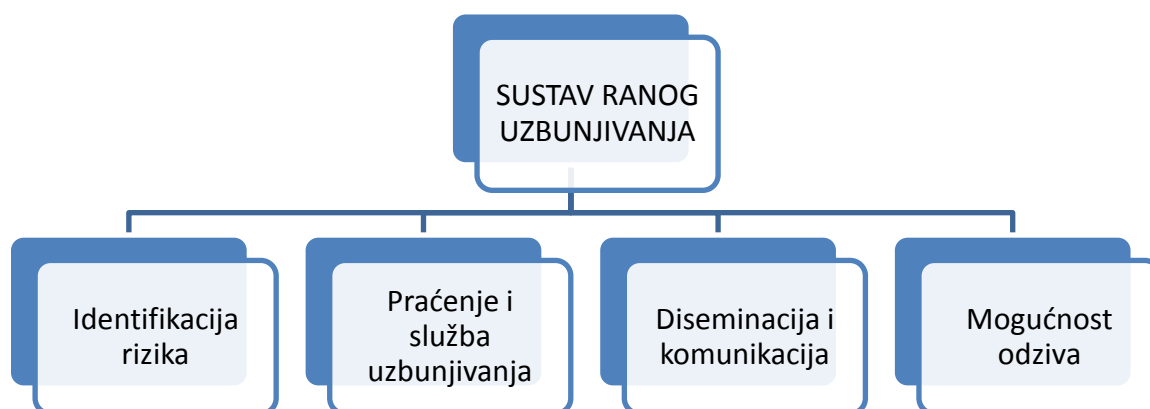 SUSTAV RANOG
UZBUNJIVANJA
Identifikacija
rizika
Praćenje i
služba
uzbunjivanja
Diseminacija i
komunikacija
Mogućnost
odziva